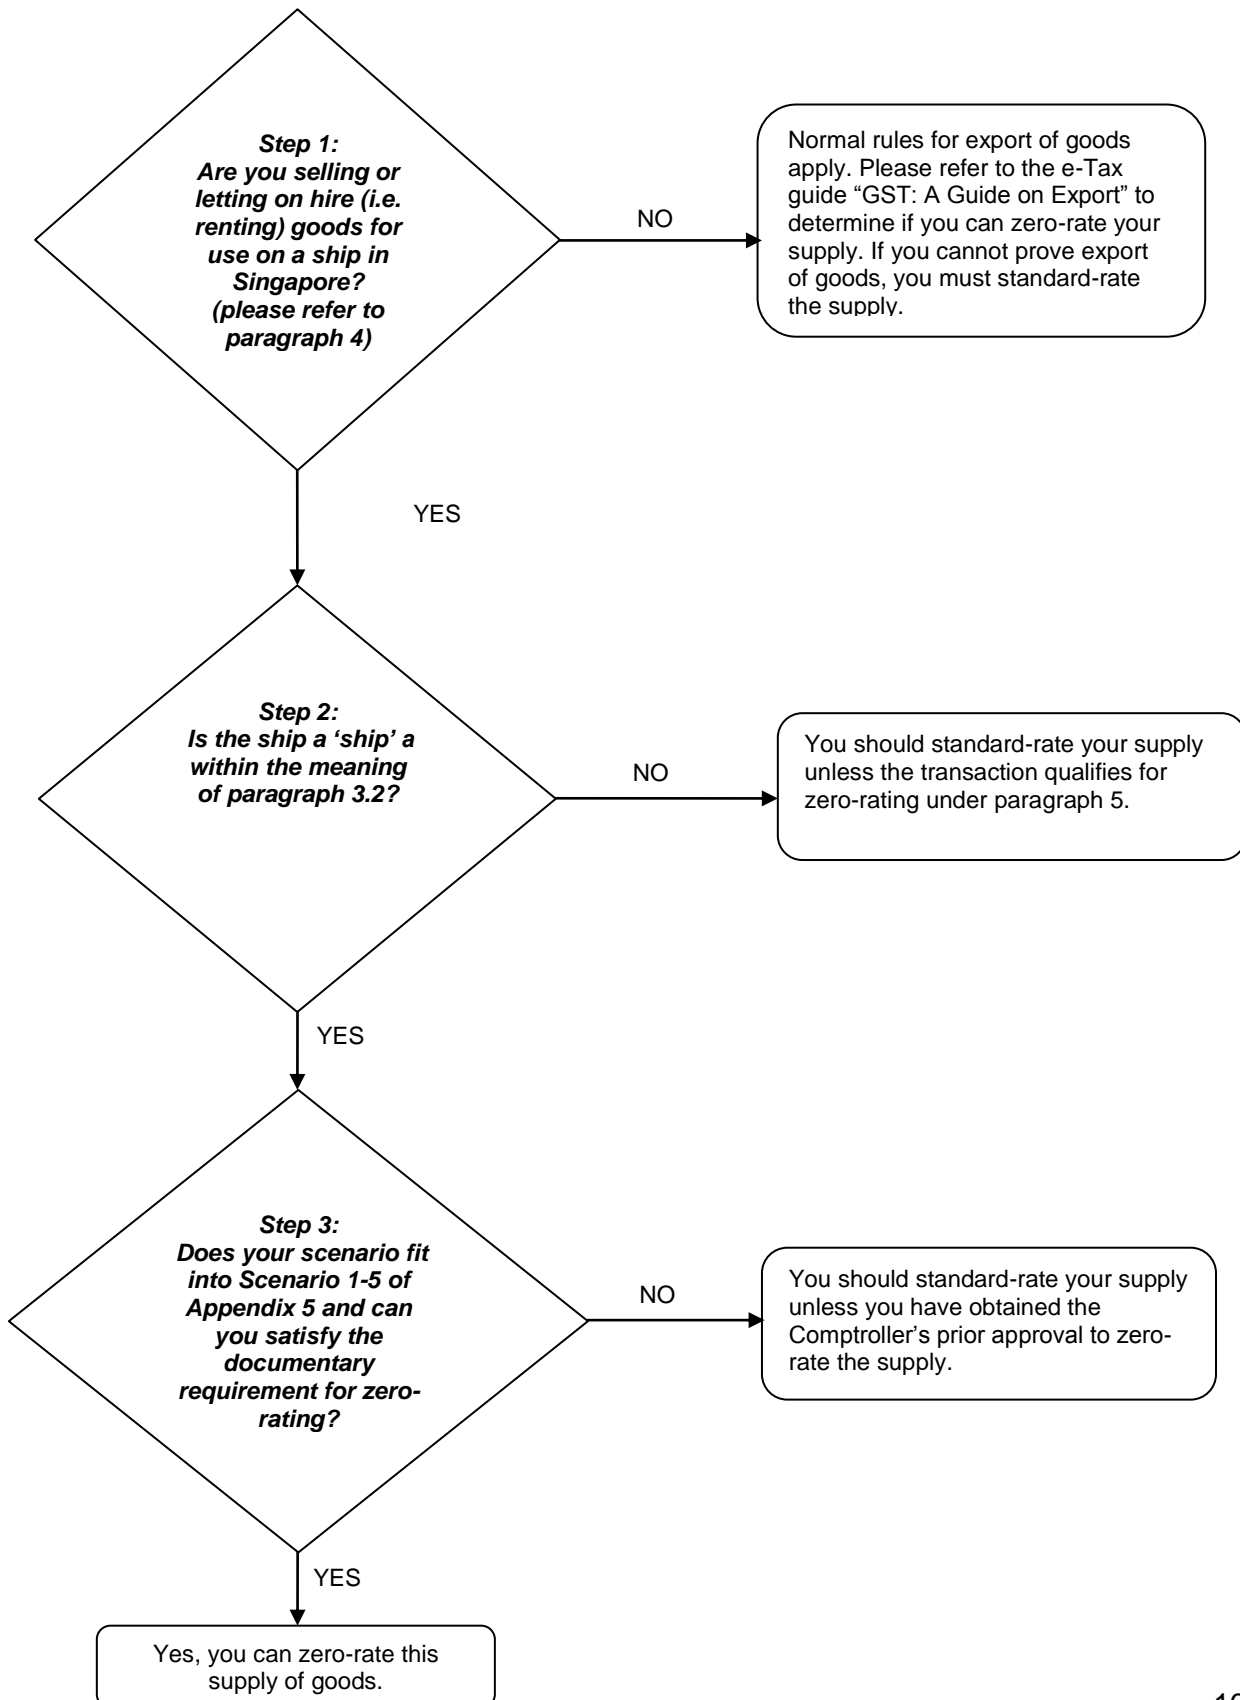 Step 1:
Are you selling or
letting on hire (i.e.
renting) goods for
use on a ship in
Singapore?
(please refer to
paragraph 4)
NO
Normal rules for export of goods
apply. Please refer to the e-Tax
guide “GST: A Guide on Export” to
determine if you can zero-rate your
supply. If you cannot prove export
of goods, you must standard-rate
the supply.
YES
Step 2:
Is the ship a ‘ship’ a
within the meaning
of paragraph 3.2?
NO
You should standard-rate your supply
unless the transaction qualifies for
zero-rating under paragraph 5.
YES
Step 3:
Does your scenario fit
into Scenario 1-5 of
Appendix 5 and can
you satisfy the
documentary
requirement for zero-
rating?
NO
You should standard-rate your supply
unless you have obtained the
Comptroller’s prior approval to zero-
rate the supply.
YES
Yes, you can zero-rate this
supply of goods.